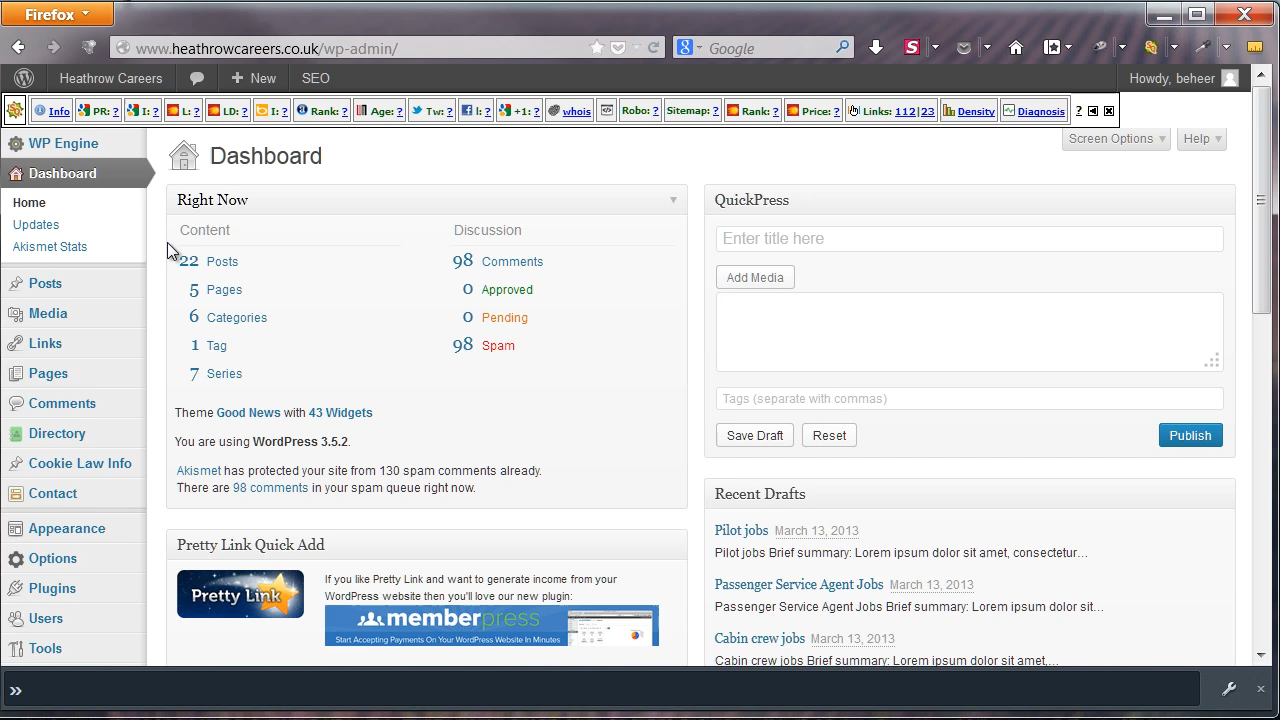 Firefox
www.heathrowcareers.co.uk/wp-admin/
Google
Heathrow Careers
New
SEO
Howdy, beheer
Info
PR: ?
I: ?
L: ?
LD: ?
I: ?
Rank: ?
Age: ?
Tw: ?
l: ?
+1: ?
whois
Robo: ?
Sitemap: ?
Rank: ?
Price: ?
Links: 112|23
Density
Diagnosis
?
WP Engine
Dashboard
Home
Updates
Akismet Stats
Posts
Media
Links
Pages
Comments
Directory
Cookie Law Info
Contact
Appearance
Options
Plugins
Users
Tools
Dashboard
Screen Options
Help
Right Now
Content
22 Posts
5 Pages
6 Categories
1 Tag
7 Series
Discussion
98 Comments
0 Approved
0 Pending
98 Spam
Theme Good News with 43 Widgets
You are using WordPress 3.5.2.
Akismet has protected your site from 130 spam comments already.
There are 98 comments in your spam queue right now.
Pretty Link Quick Add
Pretty Link
If you like Pretty Link and want to generate income from your
WordPress website then you'll love our new plugin:
memberpress
Start Accepting Payments On Your WordPress Website In Minutes
QuickPress
Enter title here
Add Media
Tags (separate with commas)
Save Draft
Reset
Publish
Recent Drafts
Pilot jobs March 13, 2013
Pilot jobs Brief summary: Lorem ipsum dolor sit amet, consectetur…
Passenger Service Agent Jobs March 13, 2013
Passenger Service Agent Jobs Brief summary: Lorem ipsum dolor sit…
Cabin crew jobs March 13, 2013
Cabin crew jobs Brief summary: Lorem ipsum dolor sit amet,…
»